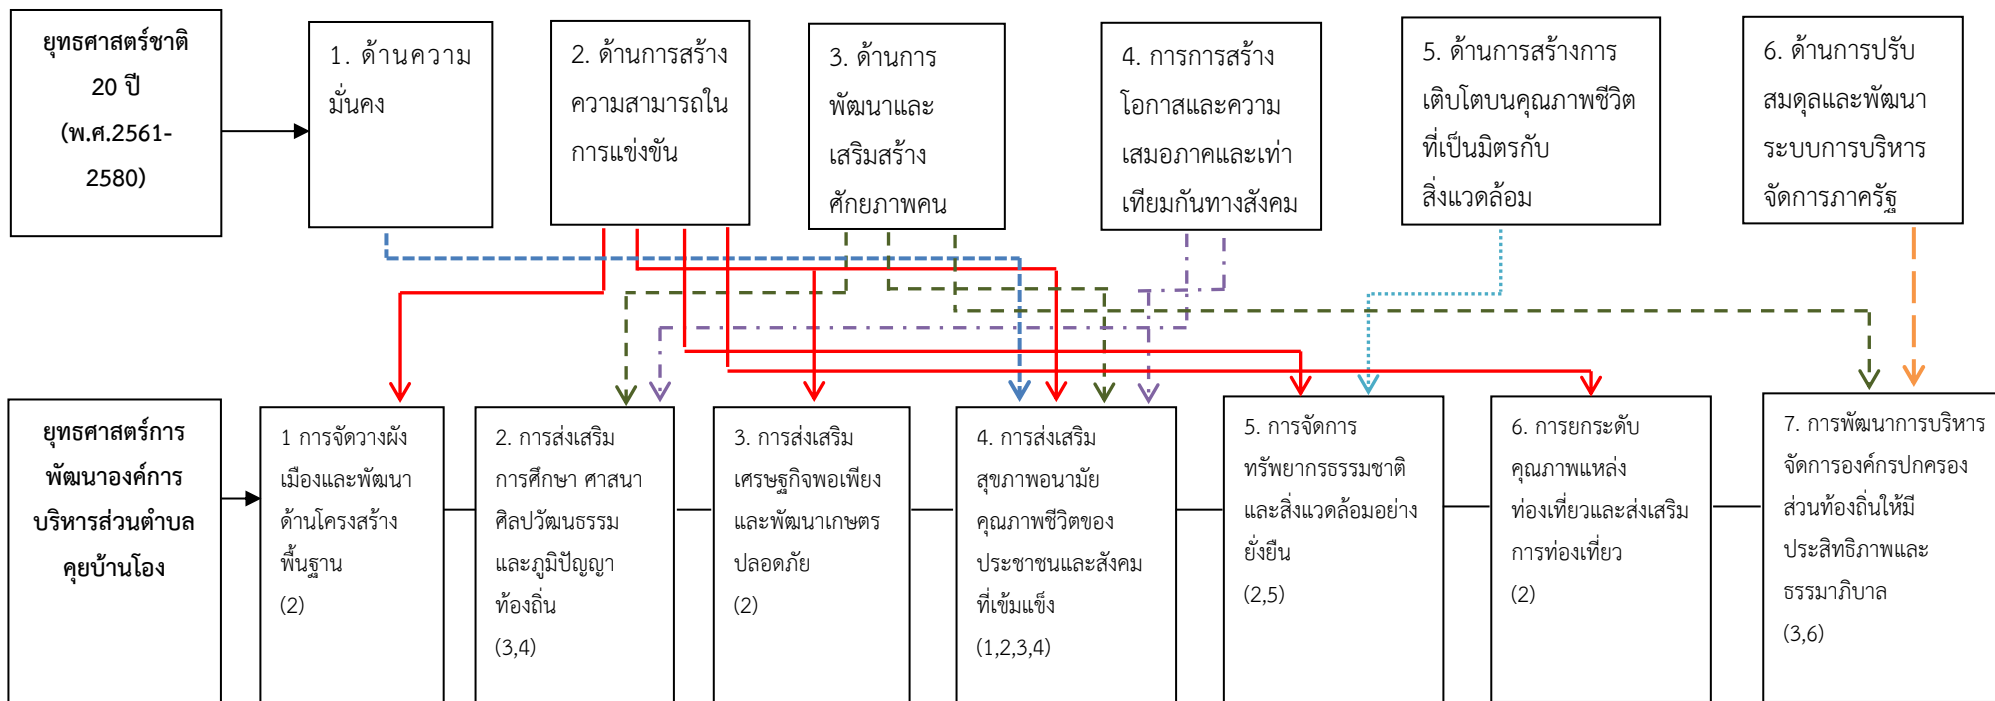 ยุทธศาสตร์ชาติ
20 ปี
(พ.ศ.2561-
2580)
1. ด้านความ
มั่นคง
2. ด้านการสร้าง
ความสามารถใน
การแข่งขัน
3. ด้านการ
พัฒนาและ
เสริมสร้าง
ศักยภาพคน
4. การการสร้าง
โอกาสและความ
เสมอภาคและเท่า
เทียมกันทางสังคม
5. ด้านการสร้างการ
เติบโตบนคุณภาพชีวิต
ที่เป็นมิตรกับ
สิ่งแวดล้อม
6. ด้านการปรับ
สมดุลและพัฒนา
ระบบการบริหาร
จัดการภาครัฐ
ยุทธศาสตร์การ
พัฒนาองค์การ
บริหารส่วนตำบล
คุยบ้านโอง
1 การจัดวางผัง
เมืองและพัฒนา
ด้านโครงสร้าง
พื้นฐาน
(2)
2. การส่งเสริม
การศึกษา ศาสนา
ศิลปวัฒนธรรม
และภูมิปัญญา
ท้องถิ่น
(3,4)
3. การส่งเสริม
เศรษฐกิจพอเพียง
และพัฒนาเกษตร
ปลอดภัย
(2)
4. การส่งเสริม
สุขภาพอนามัย
คุณภาพชีวิตของ
ประชาชนและสังคม
ที่เข้มแข็ง
(1,2,3,4)
5. การจัดการ
ทรัพยากรธรรมชาติ
และสิ่งแวดล้อมอย่าง
ยั่งยืน
(2,5)
6. การยกระดับ
คุณภาพแหล่ง
ท่องเที่ยวและส่งเสริม
การท่องเที่ยว
(2)
7. การพัฒนาการบริหาร
จัดการองค์กรปกครอง
ส่วนท้องถิ่นให้มี
ประสิทธิภาพและ
ธรรมาภิบาล
(3,6)